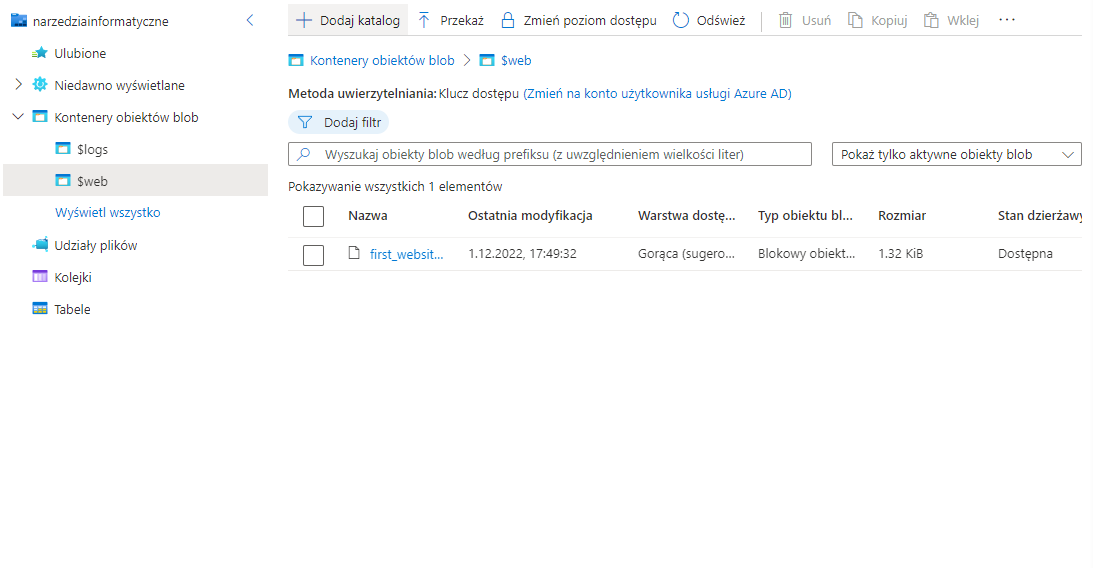 narzedziainformatyczne
Ulubione
Niedawno wyświetlane
Kontenery obiektów blob
$logs
$web
Wyświetl wszystko
Udziały plików
Kolejki
Tabele
Dodaj katalog Przekaż Zmień poziom dostępu Odśwież Usuń Kopiuj Wklej ...
Kontenery obiektów blob > $web
Metoda uwierzytelniania: Klucz dostępu (Zmień na konto użytkownika usługi Azure AD)
Dodaj filtr
Wyszukaj obiekty blob według prefiksu (z uwzględnieniem wielkości liter) Pokaż tylko aktywne obiekty blob
Pokazywanie wszystkich 1 elementów
Nazwa Ostatnia modyfikacja Warstwa dostę... Typ obiektu bl... Rozmiar Stan dzierżawy
first_websit... 1.12.2022, 17:49:32 Gorąca (sugero... Blokowy obiekt... 1.32 KiB Dostępna